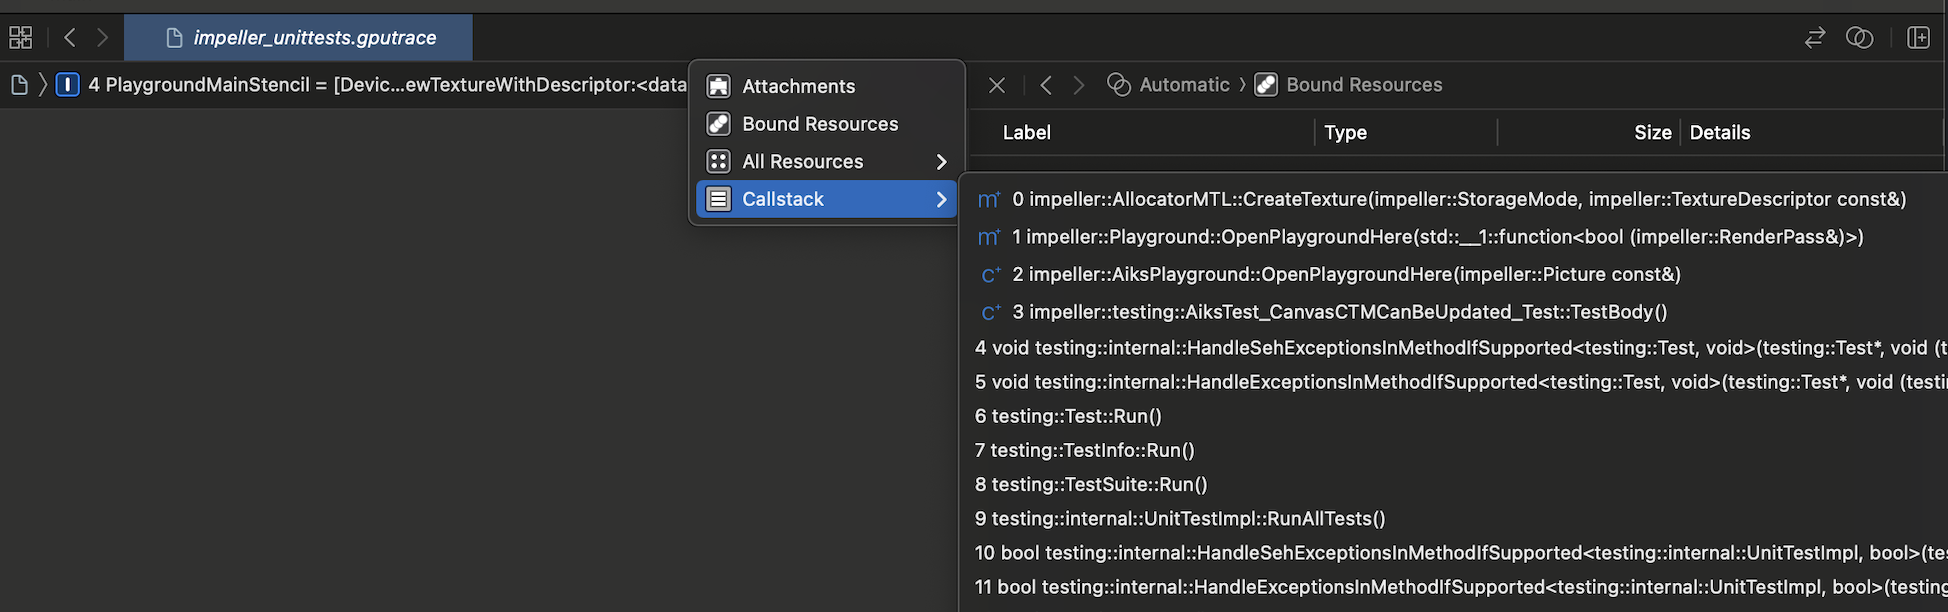 impeller_unittests.gputrace
4 PlaygroundMainStencil = [Devic...ewTextureWithDescriptor:<data
Attachments
Bound Resources
All Resources
Callstack
Automatic
Bound Resources
Label Type Size Details
0 impeller::AllocatorMTL::CreateTexture(impeller::StorageMode, impeller::TextureDescriptor const&)
1 impeller::Playground::OpenPlaygroundHere(std::__1::function<bool (impeller::RenderPass&)>)
2 impeller::AiksPlayground::OpenPlaygroundHere(impeller::Picture const&)
3 impeller::testing::AiksTest_CanvasCTMCanBeUpdated_Test::TestBody()
4 void testing::internal::HandleSehExceptionsInMethodIfSupported<testing::Test, void>(testing::Test*, void (t
5 void testing::internal::HandleExceptionsInMethodIfSupported<testing::Test, void>(testing::Test*, void (testi
6 testing::Test::Run()
7 testing::TestInfo::Run()
8 testing::TestSuite::Run()
9 testing::internal::UnitTestImpl::RunAllTests()
10 bool testing::internal::HandleSehExceptionsInMethodIfSupported<testing::internal::UnitTestImpl, bool>(te
11 bool testing::internal::HandleExceptionsInMethodIfSupported<testing::internal::UnitTestImpl, bool>(testing